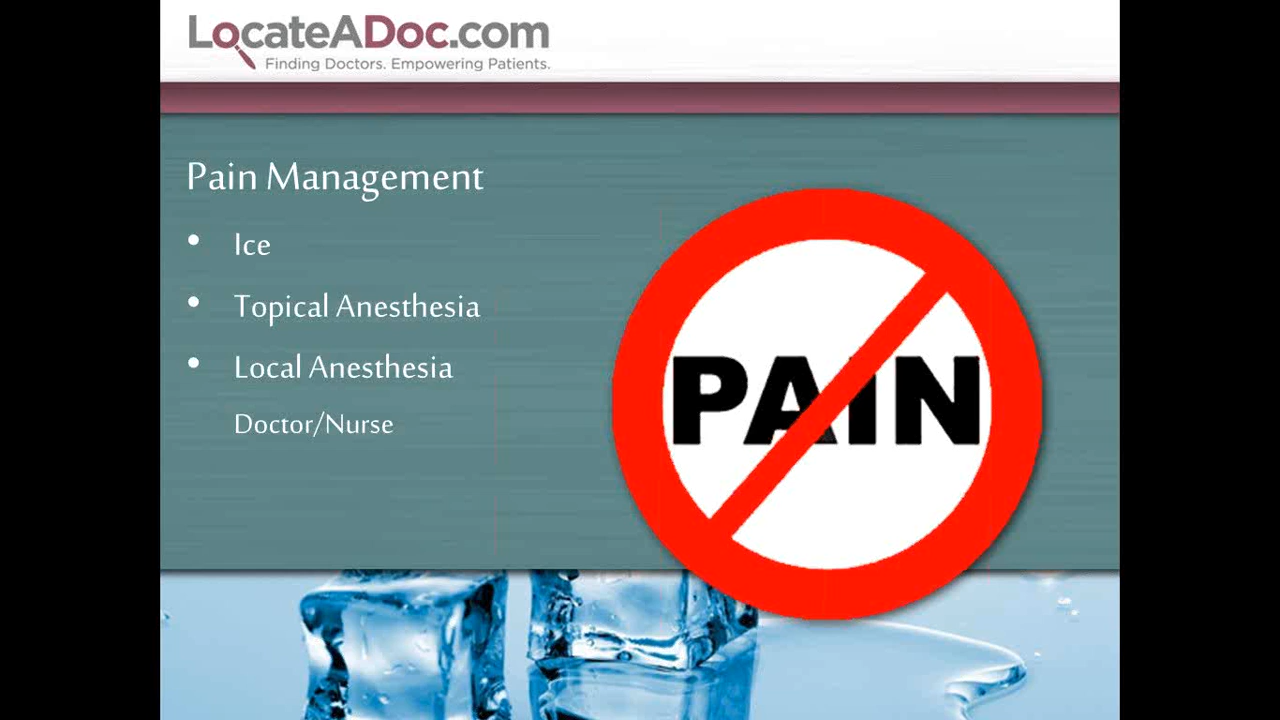 LocateADoc.com
Finding Doctors. Empowering Patients.
Pain Management
• Ice
• Topical Anesthesia
• Local Anesthesia
Doctor/Nurse
PAIN